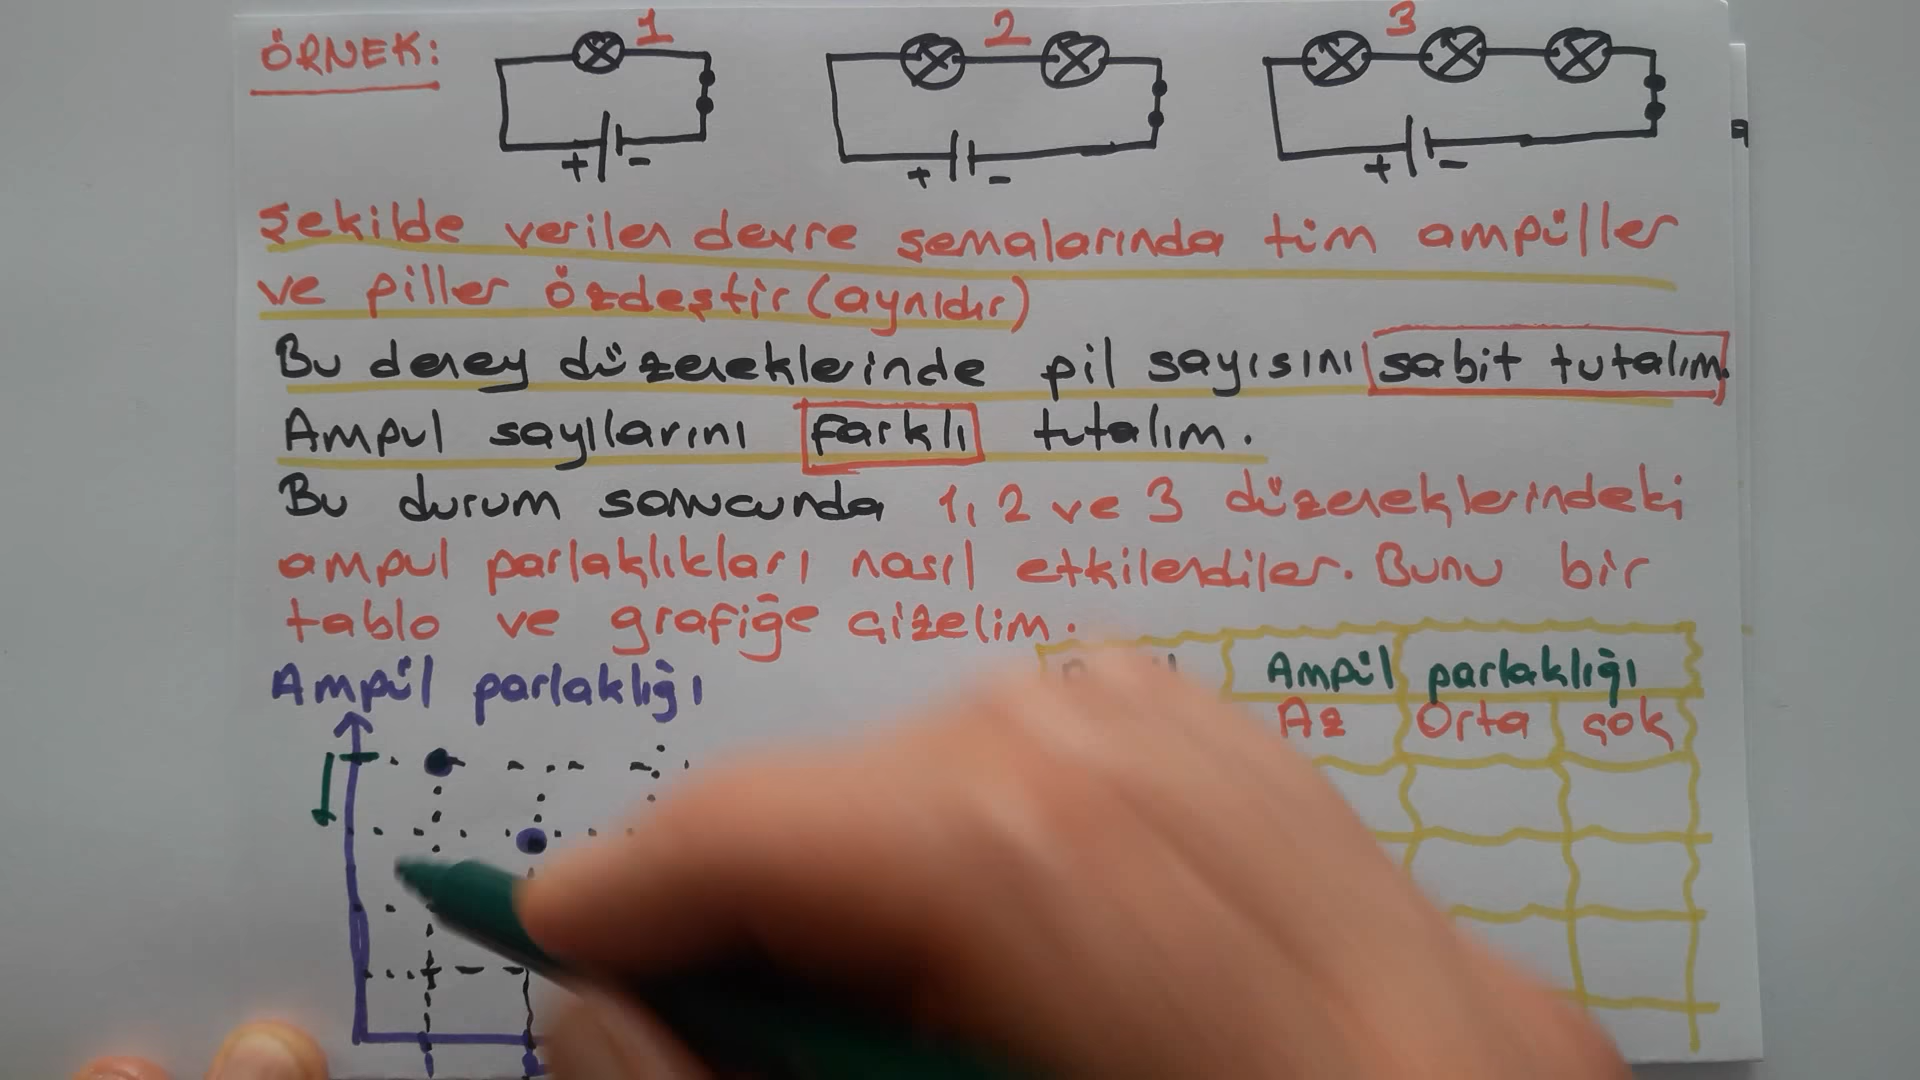 ÖRNEK:
1
2
3
+ -
+ -
+ -
Şekilde verilen devre şemalarında tüm ampüller
ve piller özdeştir (aynıdır)
Bu deney düzeneklerinde pil sayısını sabit tutalım.
Ampul sayılarını farklı tutalım.
Bu durum sonucunda 1, 2 ve 3 düzeneklerindeki
ampul parlaklıkları nasıl etkilendiler. Bunu bir
tablo ve grafiğe çizelim.
Ampül parlaklığı
Ampül parlaklığı
Az Orta çok